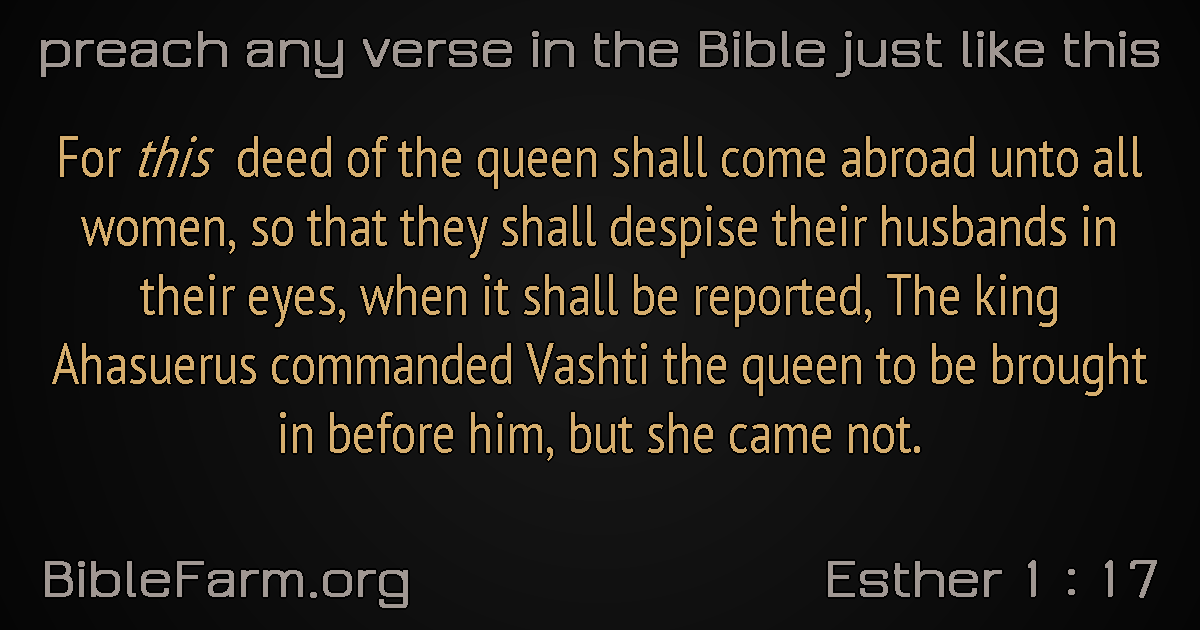 preach any verse in the Bible just like this
For this deed of the queen shall come abroad unto all
women, so that they shall despise their husbands in
their eyes, when it shall be reported, The king
Ahasuerus commanded Vashti the queen to be brought
in before him, but she came not.
BibleFarm.org
Esther 1 : 17